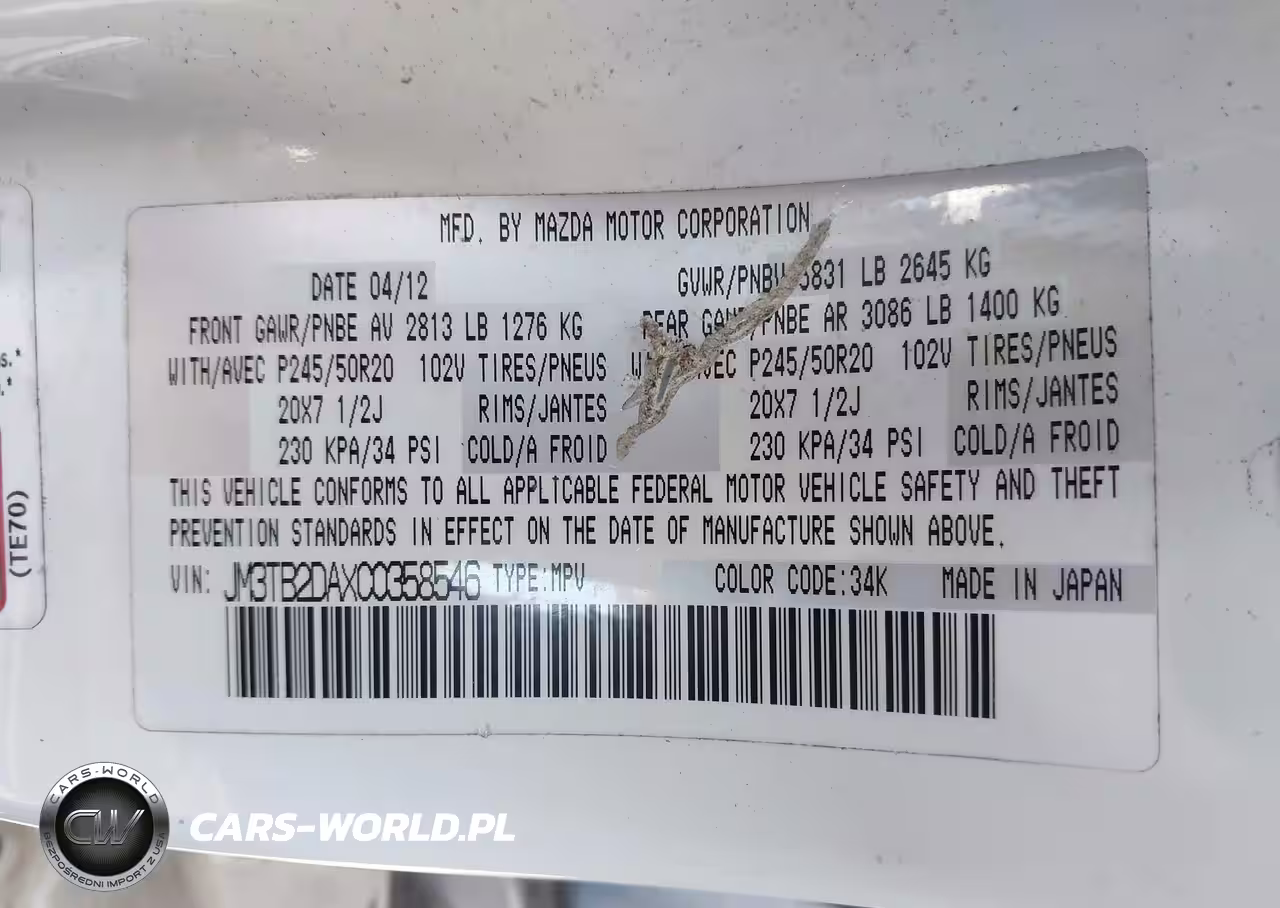 MFD. BY MAZDA MOTOR CORPORATION
DATE 04/12 GVWR/PNBV 5831 LB 2645 KG
FRONT GAWR/PNBE AV 2813 LB 1276 KG REAR GAWR/PNBE AR 3086 LB 1400 KG
WITH/AVEC P245/50R20 102V TIRES/PNEUS WITH/AVEC P245/50R20 102V TIRES/PNEUS
20X7 1/2J RIMS/JANTES 20X7 1/2J RIMS/JANTES
230 KPA/34 PSI COLD/A FROID 230 KPA/34 PSI COLD/A FROID
THIS VEHICLE CONFORMS TO ALL APPLICABLE FEDERAL MOTOR VEHICLE SAFETY AND THEFT
PREVENTION STANDARDS IN EFFECT ON THE DATE OF MANUFACTURE SHOWN ABOVE.
VIN: JM3TB2DAXC0358546 TYPE:MPV COLOR CODE:34K MADE IN JAPAN
(TE70)
CARS-WORLD
CW
BEZPOŚREDNI IMPORT Z USA
CARS-WORLD.PL